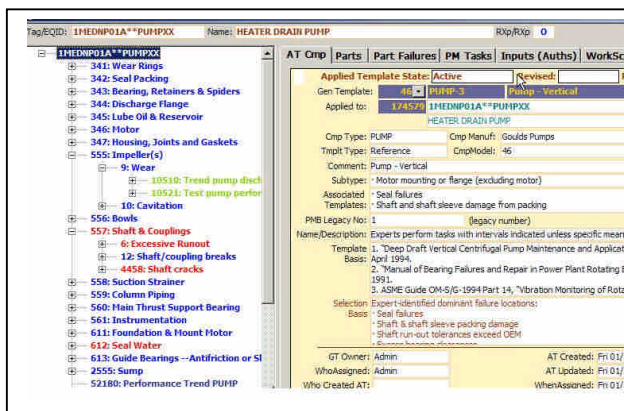 Tag/EQID: 1MEDNP01A**PUMPXX Name: HEATER DRAIN PUMP RXp/RXp 0
1MEDNP01A**PUMPXX
341: Wear Rings
342: Seal Packing
343: Bearing, Retainers & Spiders
344: Discharge Flange
345: Lube Oil & Reservoir
346: Motor
347: Housing, Joints and Gaskets
555: Impeller(s)
9: Wear
10510: Trend pump disch
10521: Test pump perfor
10: Cavitation
556: Bowls
557: Shaft & Couplings
6: Excessive Runout
12: Shaft/coupling breaks
4458: Shaft cracks
558: Suction Strainer
559: Column Piping
560: Main Thrust Support Bearing
561: Instrumentation
611: Foundation & Mount Motor
612: Seal Water
613: Guide Bearings --Antifriction or Sl
2555: Sump
52180: Performance Trend PUMP
AT Cmp Parts Part Failures PM Tasks Inputs (Auths) WorkSc
Applied Template State: Active Revised:
Gen Template: 46 PUMP-3 Pump - Vertical
Applied to: 174579 1MEDNP01A**PUMPXX
HEATER DRAIN PUMP
Cmp Type: PUMP Cmp Manuf: Goulds Pumps
Tmplt Type: Reference CmpModel: 46
Comment: Pump - Vertical
Subtype: · Motor mounting or flange (excluding motor)
Associated · Seal failures
Templates: · Shaft and shaft sleeve damage from packing
PMB Legacy No: 1 (legacy number)
Name/Description: Experts perform tasks with intervals indicated unless specific mean
Template 1. "Deep Draft Vertical Centrifugal Pump Maintenance and Applicat
Basis: April 1994.
2. "Manual of Bearing Failures and Repair in Power Plant Rotating E
1991.
3. ASME Guide OM-S/G-1994 Part 14, "Vibration Monitoring of Rota
Selection Expert-identified dominant failure locations:
Basis · Seal failures
· Shaft & shaft sleeve packing damage
· Shaft run-out tolerances exceed OEM
GT Owner: Admin AT Created: Fri 01/
WhoAssigned: Admin AT Updated: Fri 01/
Who Created AT: WhenAssigned: Fri 01/